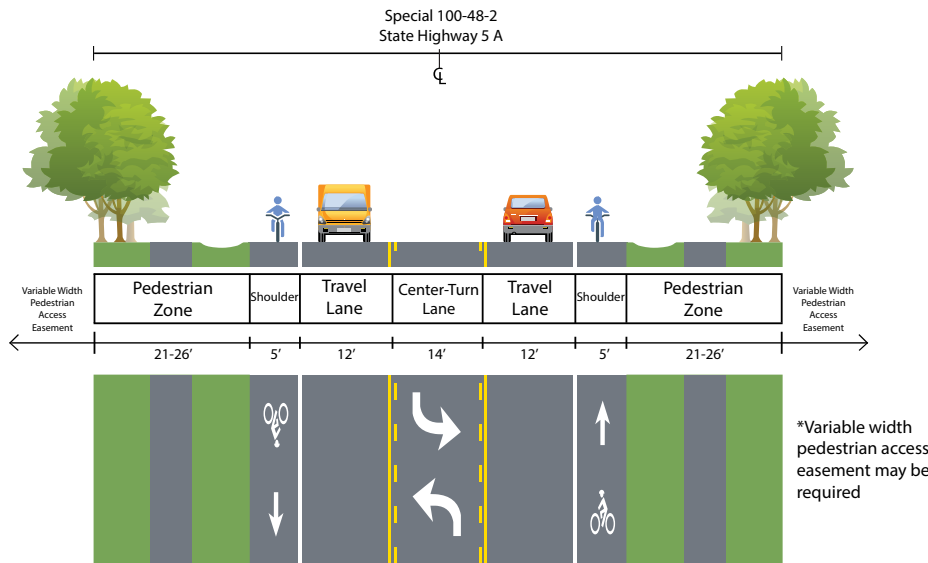 Special 100-48-2
State Highway 5 A
℄
Variable Width
Pedestrian
Access
Easement
Pedestrian
Zone
Shoulder
Travel
Lane
Center-Turn
Lane
Travel
Lane
Shoulder
Pedestrian
Zone
Variable Width
Pedestrian
Access
Easement
21-26’
5’
12’
14’
12’
5’
21-26’
*Variable width
pedestrian access
easement may be
required